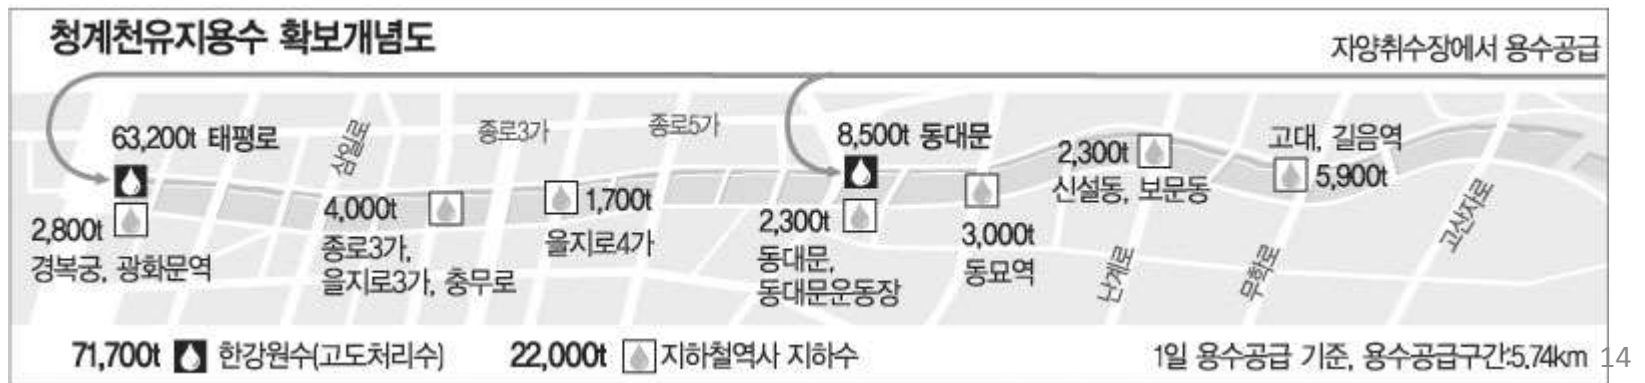 청계천유지용수 확보개념도
자양취수장에서 용수공급
63,200t 태평로
삼일로
종로3가
종로5가
8,500t 동대문
2,300t
신설동, 보문동
고대, 길음역
5,900t
2,800t
경복궁, 광화문역
4,000t
종로3가,
을지로3가, 충무로
1,700t
을지로4가
2,300t
동대문,
동대문운동장
3,000t
동묘역
난계로
무학로
고산자로
71,700t 한강원수(고도처리수)
22,000t 지하철역사 지하수
1일 용수공급 기준, 용수공급구간:5.74km
14